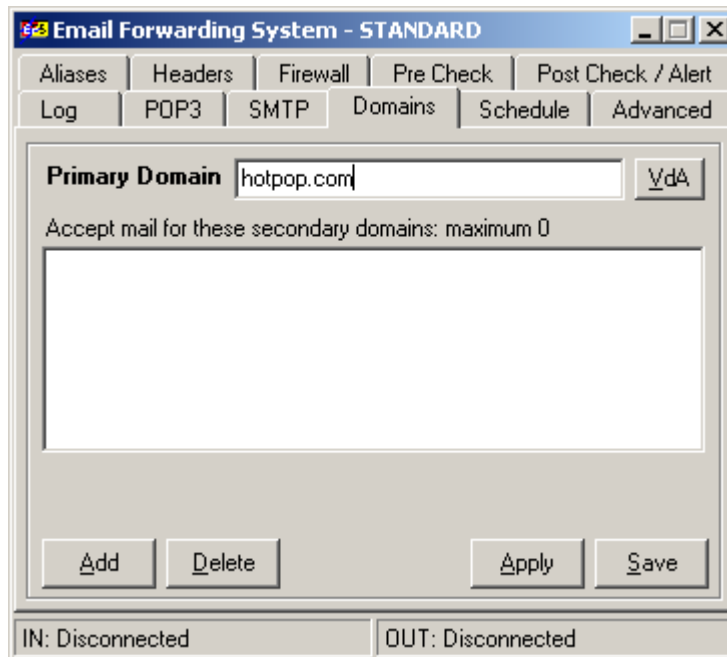 Email Forwarding System - STANDARD
Aliases Headers Firewall Pre Check Post Check / Alert
Log POP3 SMTP Domains Schedule Advanced
Primary Domain hotpop.com VdA
Accept mail for these secondary domains: maximum 0
Add Delete Apply Save
IN: Disconnected OUT: Disconnected